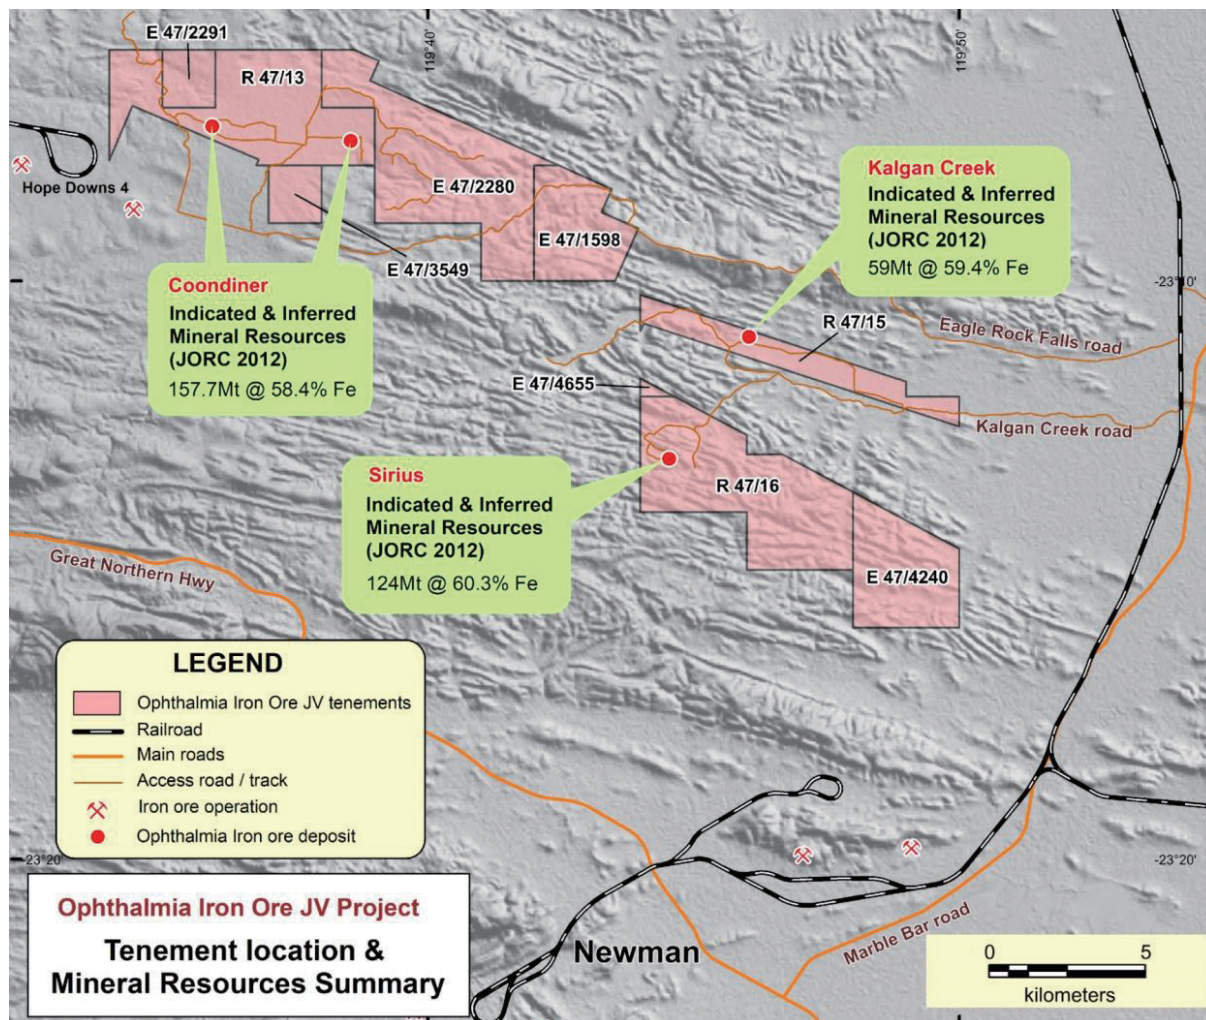 E 47/2291
119°40'
119°50'
R 47/13
Hope Downs 4
E 47/2280
E 47/1598
E 47/3549
Coondiner
Indicated & Inferred
Mineral Resources
(JORC 2012)
157.7Mt @ 58.4% Fe
Kalgan Creek
Indicated & Inferred
Mineral Resources
(JORC 2012)
59Mt @ 59.4% Fe
-23°10'
R 47/15
Eagle Rock Falls road
E 47/4655
Kalgan Creek road
Sirius
Indicated & Inferred
Mineral Resources
(JORC 2012)
124Mt @ 60.3% Fe
R 47/16
E 47/4240
Great Northern Hwy
LEGEND
Ophthalmia Iron Ore JV tenements
Railroad
Main roads
Access road / track
Iron ore operation
Ophthalmia Iron ore deposit
-23°20'
-23°20'
Ophthalmia Iron Ore JV Project
Tenement location &
Mineral Resources Summary
Newman
Marble Bar road
0 5
kilometers